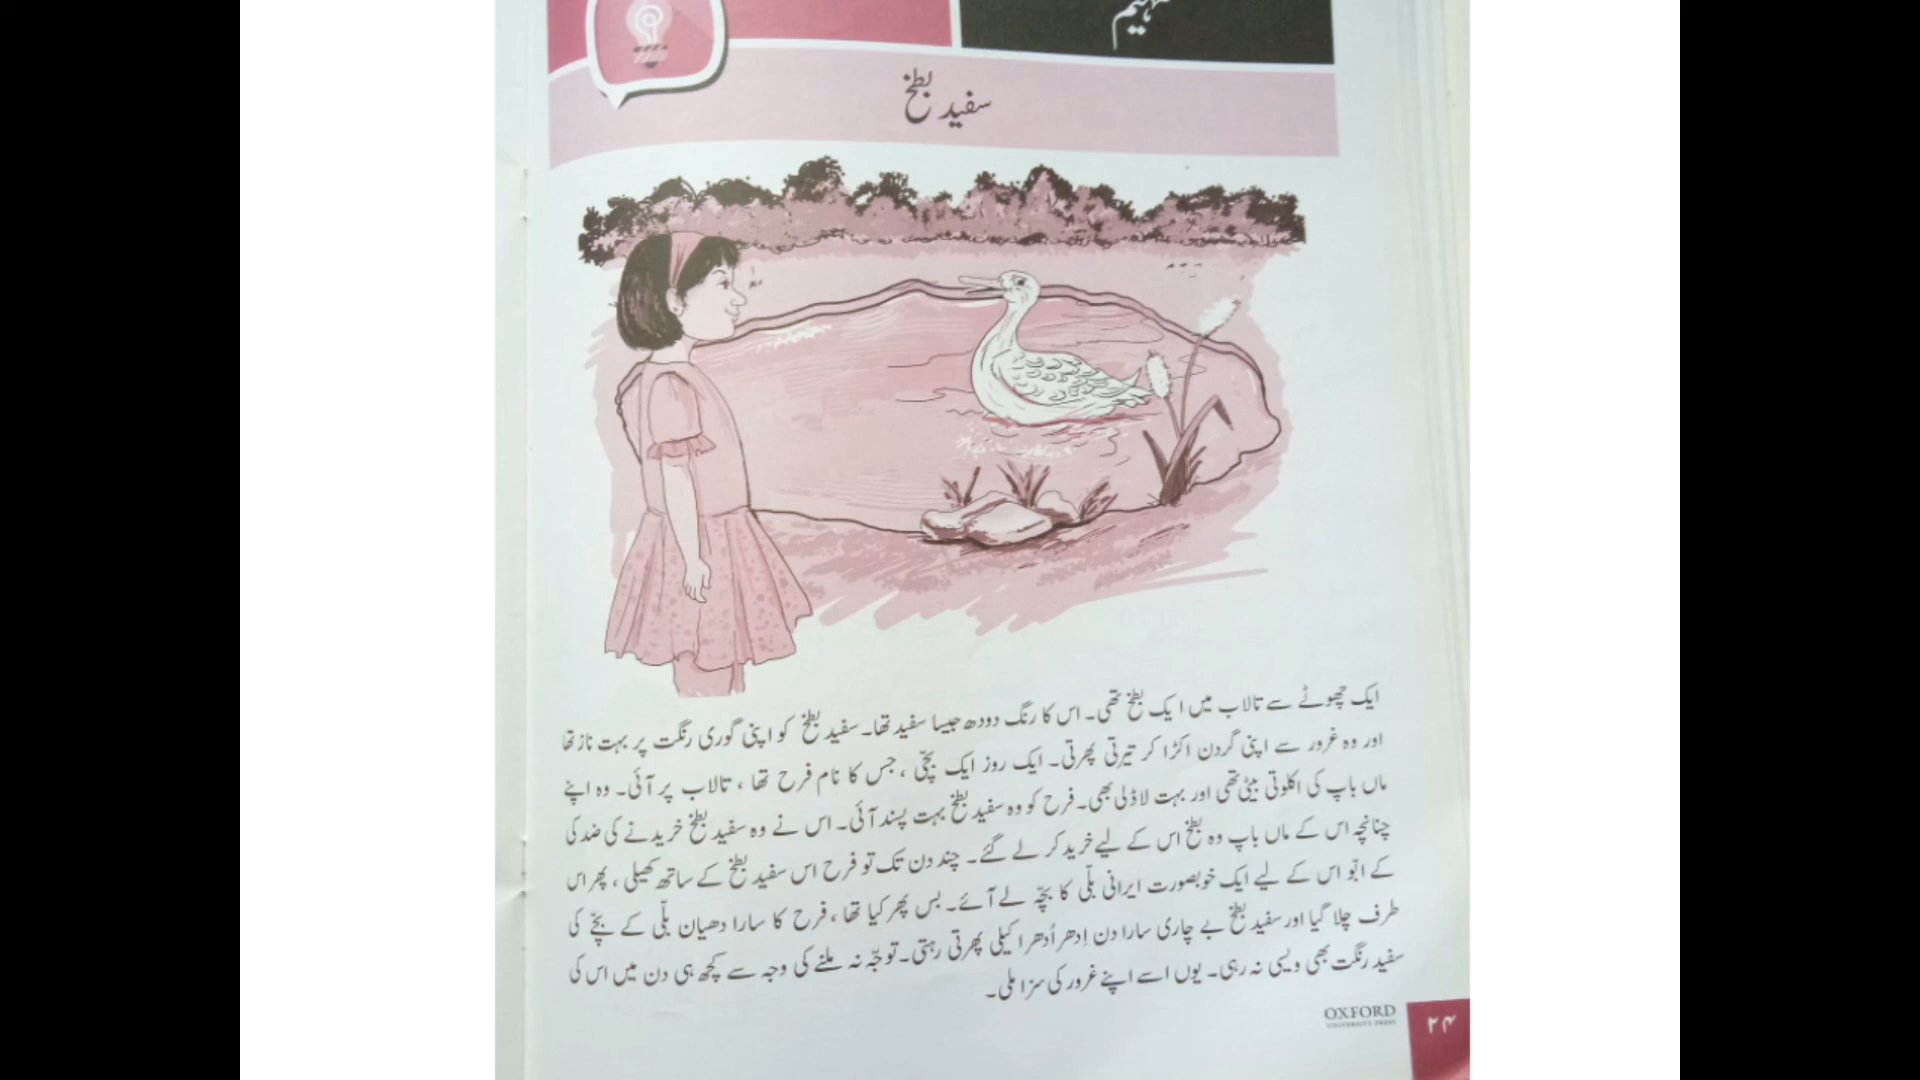 تفہیم
سفید بطخ
ایک چھوٹے سے تالاب میں ایک بطخ تھی۔ اس کا رنگ دودھ جیسا سفید تھا۔ سفید بطخ کو اپنی گوری رنگت پر بہت ناز تھا
اور وہ غرور سے اپنی گردن اکڑا کر تیرتی پھرتی۔ ایک روز ایک بچّی، جس کا نام فرح تھا، تالاب پر آئی۔ وہ اپنے
ماں باپ کی اکلوتی بیٹی تھی اور بہت لاڈلی بھی۔ فرح کو وہ سفید بطخ بہت پسند آئی۔ اس نے وہ سفید بطخ خریدنے کی ضد کی
چنانچہ اس کے ماں باپ وہ بطخ اس کے لیے خرید کر لے گئے۔ چند دن تک تو فرح اس سفید بطخ کے ساتھ کھیلی، پھر اس
کے ابّو اس کے لیے ایک خوبصورت ایرانی بلّی کا بچّہ لے آئے۔ بس پھر کیا تھا، فرح کا سارا دھیان بلّی کے بچّے کی
طرف چلا گیا اور سفید بطخ بے چاری سارا دن اِدھر اُدھر اکیلی پھرتی رہتی۔ توجّہ نہ ملنے کی وجہ سے کچھ ہی دن میں اس کی
سفید رنگت بھی ویسی نہ رہی۔ یوں اسے اپنے غرور کی سزا ملی۔
OXFORD
UNIVERSITY PRESS
۲۴